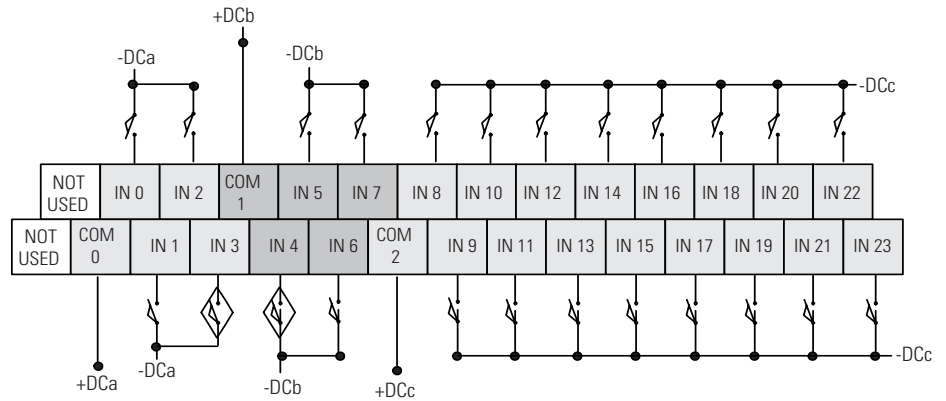 +DCb
-DCa
-DCb
-DCc
NOT USED
IN 0
IN 2
COM 1
IN 5
IN 7
IN 8
IN 10
IN 12
IN 14
IN 16
IN 18
IN 20
IN 22
NOT USED
COM 0
IN 1
IN 3
IN 4
IN 6
COM 2
IN 9
IN 11
IN 13
IN 15
IN 17
IN 19
IN 21
IN 23
-DCc
-DCa
+DCa
-DCb
+DCc